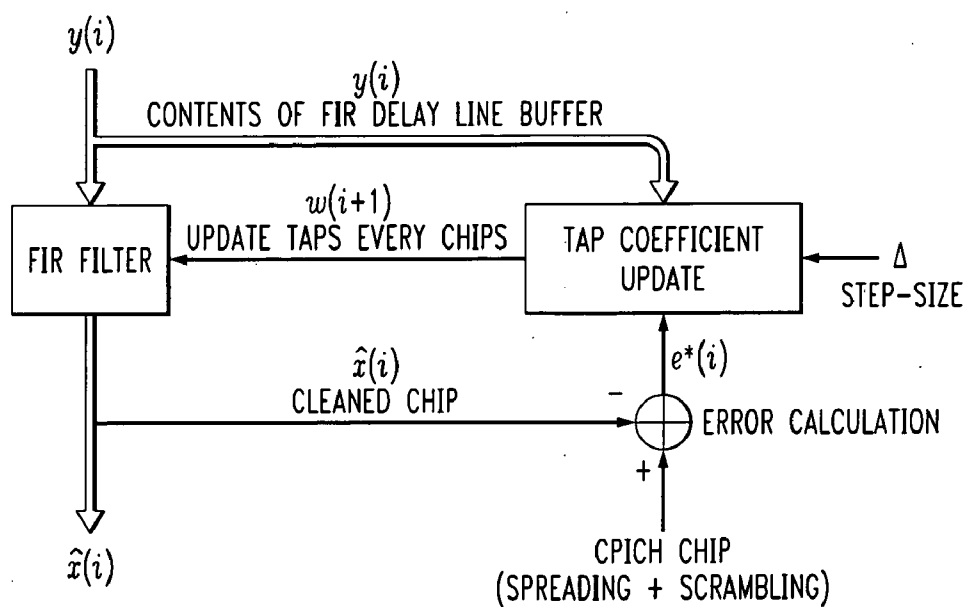 y(i)
y(i)
CONTENTS OF FIR DELAY LINE BUFFER
w(i+1)
UPDATE TAPS EVERY CHIPS
FIR FILTER
TAP COEFFICIENT
UPDATE
Δ
STEP-SIZE
x̂(i)
CLEANED CHIP
e*(i)
-
ERROR CALCULATION
+
x̂(i)
CPICH CHIP
(SPREADING + SCRAMBLING)